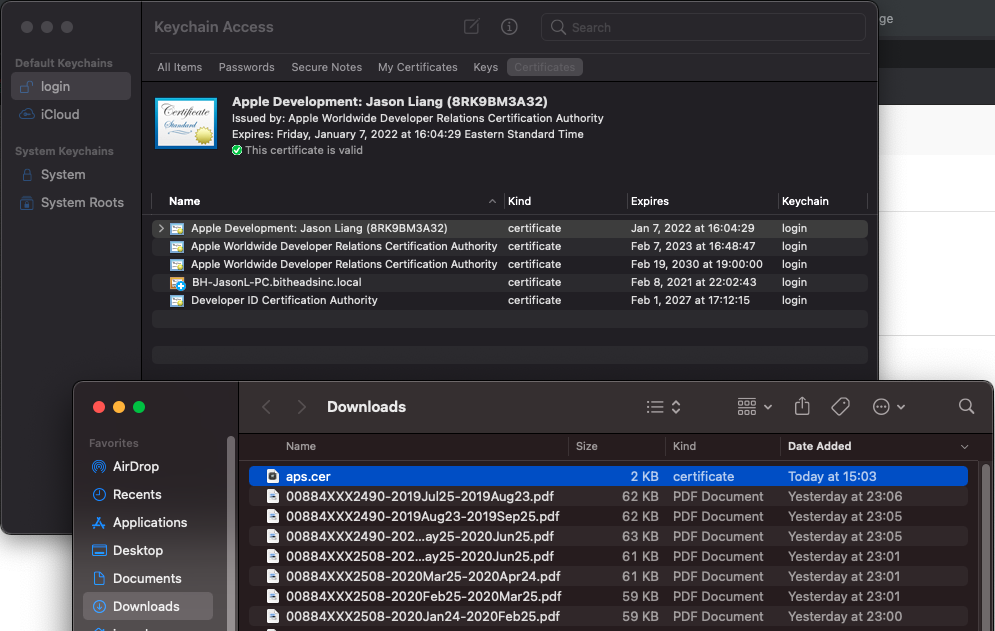 Keychain Access
Search
ge
Default Keychains
login
iCloud
System Keychains
System
System Roots
All Items Passwords Secure Notes My Certificates Keys Certificates
Certificate
Standard
Apple Development: Jason Liang (8RK9BM3A32)
Issued by: Apple Worldwide Developer Relations Certification Authority
Expires: Friday, January 7, 2022 at 16:04:29 Eastern Standard Time
This certificate is valid
Name Kind Expires Keychain
Apple Development: Jason Liang (8RK9BM3A32) certificate Jan 7, 2022 at 16:04:29 login
Apple Worldwide Developer Relations Certification Authority certificate Feb 7, 2023 at 16:48:47 login
Apple Worldwide Developer Relations Certification Authority certificate Feb 19, 2030 at 19:00:00 login
BH-JasonL-PC.bitheadsinc.local certificate Feb 8, 2021 at 22:02:43 login
Developer ID Certification Authority certificate Feb 1, 2027 at 17:12:15 login
Downloads
Favorites
AirDrop
Recents
Applications
Desktop
Documents
Downloads
Name Size Kind Date Added
aps.cer 2 KB certificate Today at 15:03
00884XXX2490-2019Jul25-2019Aug23.pdf 62 KB PDF Document Yesterday at 23:06
00884XXX2490-2019Aug23-2019Sep25.pdf 62 KB PDF Document Yesterday at 23:05
00884XXX2490-202...ay25-2020Jun25.pdf 63 KB PDF Document Yesterday at 23:05
00884XXX2508-202...ay25-2020Jun25.pdf 61 KB PDF Document Yesterday at 23:01
00884XXX2508-2020Mar25-2020Apr24.pdf 61 KB PDF Document Yesterday at 23:01
00884XXX2508-2020Feb25-2020Mar25.pdf 59 KB PDF Document Yesterday at 23:01
00884XXX2508-2020Jan24-2020Feb25.pdf 59 KB PDF Document Yesterday at 23:00